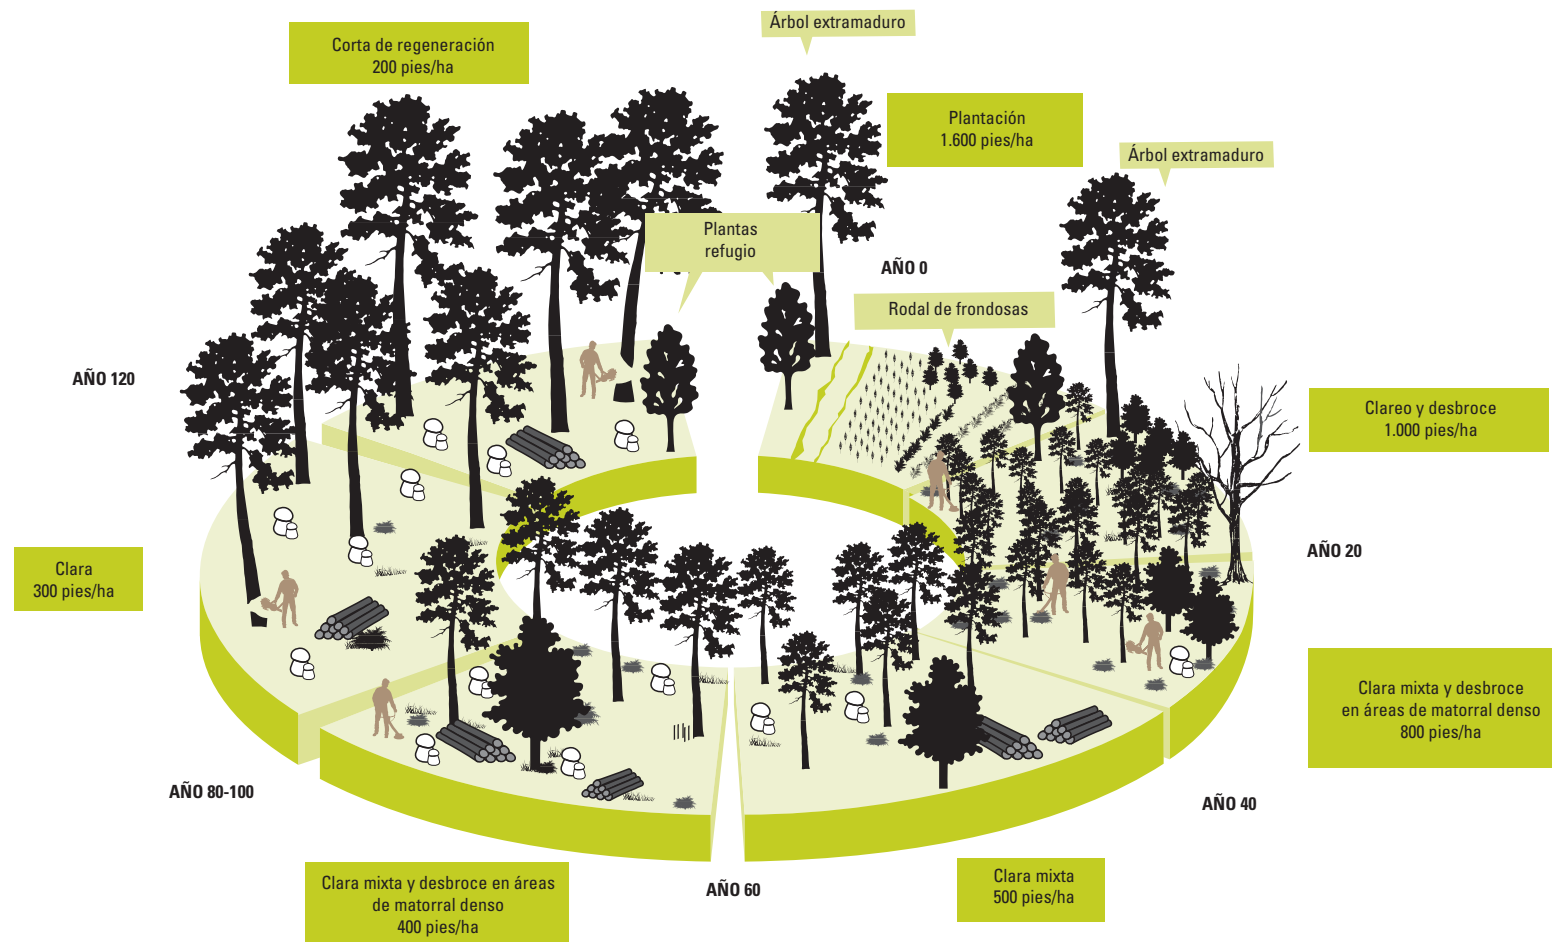 Árbol extramaduro
Corta de regeneración
200 pies/ha
Plantación
1.600 pies/ha
Árbol extramaduro
Plantas
refugio
AÑO 0
Rodal de frondosas
AÑO 120
Clareo y desbroce
1.000 pies/ha
AÑO 20
Clara
300 pies/ha
Clara mixta y desbroce
en áreas de matorral denso
800 pies/ha
AÑO 80-100
AÑO 40
Clara mixta y desbroce en áreas
de matorral denso
400 pies/ha
AÑO 60
Clara mixta
500 pies/ha